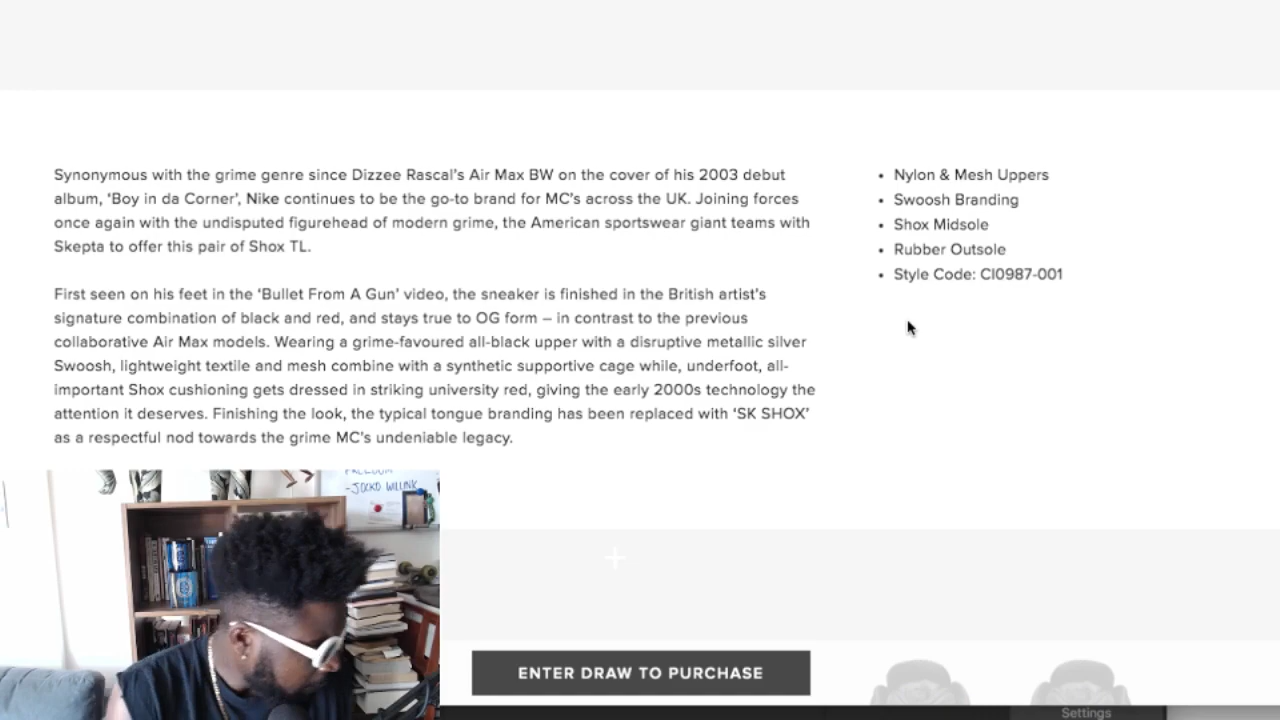 Synonymous with the grime genre since Dizzee Rascal's Air Max BW on the cover of his 2003 debut
album, ‘Boy in da Corner’, Nike continues to be the go-to brand for MC's across the UK. Joining forces
once again with the undisputed figurehead of modern grime, the American sportswear giant teams with
Skepta to offer this pair of Shox TL.
First seen on his feet in the ‘Bullet From A Gun’ video, the sneaker is finished in the British artist's
signature combination of black and red, and stays true to OG form – in contrast to the previous
collaborative Air Max models. Wearing a grime-favoured all-black upper with a disruptive metallic silver
Swoosh, lightweight textile and mesh combine with a synthetic supportive cage while, underfoot, all-
important Shox cushioning gets dressed in striking university red, giving the early 2000s technology the
attention it deserves. Finishing the look, the typical tongue branding has been replaced with ‘SK SHOX’
as a respectful nod towards the grime MC's undeniable legacy.
• Nylon & Mesh Uppers
• Swoosh Branding
• Shox Midsole
• Rubber Outsole
• Style Code: CI0987-001
FREEDOM
-JOCKO WILLINK
ENTER DRAW TO PURCHASE
Settings